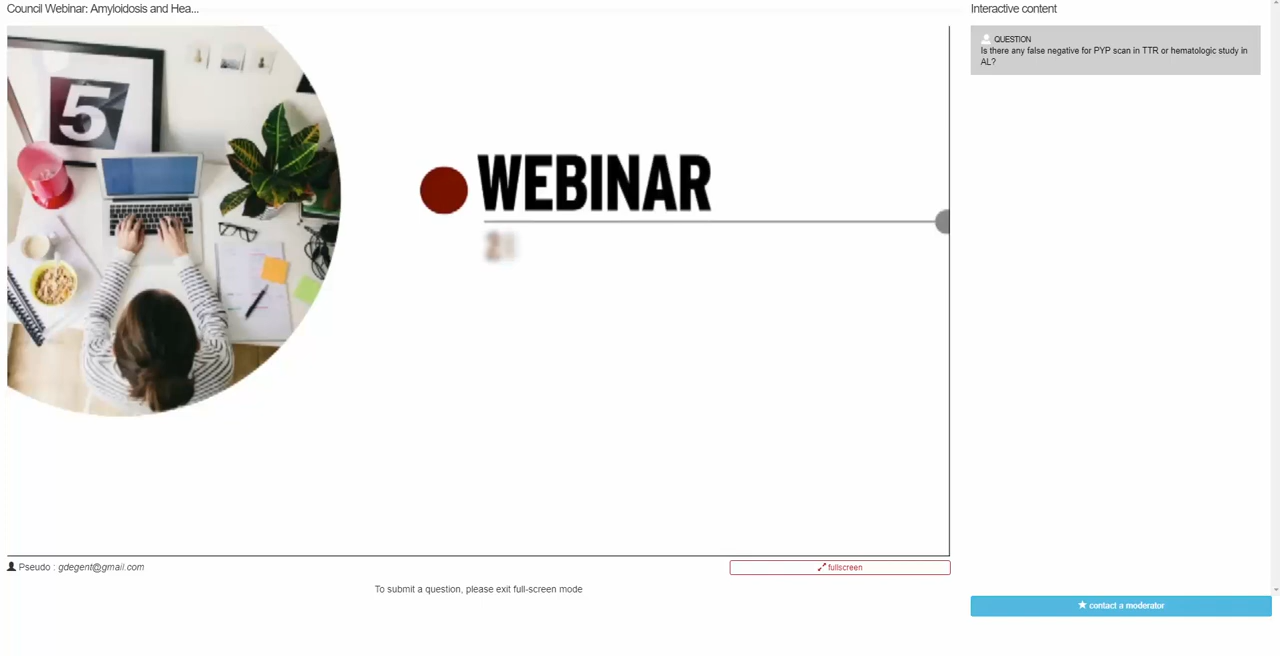 Council Webinar: Amyloidosis and Hea...
Interactive content
QUESTION
Is there any false negative for PYP scan in TTR or hematologic study in
AL?
5
WEBINAR
Pseudo : gdegent@gmail.com
fullscreen
To submit a question, please exit full-screen mode
contact a moderator